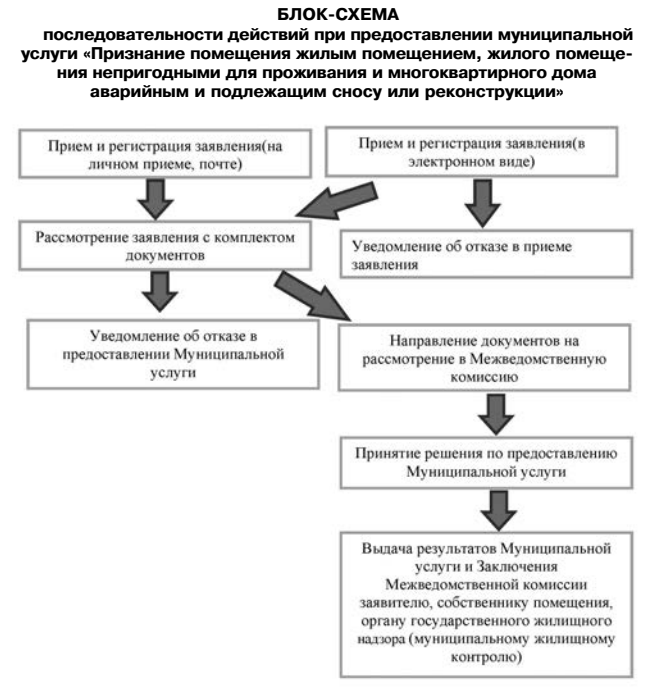 БЛОК-СХЕМА
последовательности действий при предоставлении муниципальной
услуги «Признание помещения жилым помещением, жилого помеще-
ния непригодными для проживания и многоквартирного дома
аварийным и подлежащим сносу или реконструкции»
Прием и регистрация заявления(на
личном приеме, почте)
Прием и регистрация заявления(в
электронном виде)
Рассмотрение заявления с комплектом
документов
Уведомление об отказе в приеме
заявления
Уведомление об отказе в
предоставлении Муниципальной
услуги
Направление документов на
рассмотрение в Межведомственную
комиссию
Принятие решения по предоставлению
Муниципальной услуги
Выдача результатов Муниципальной
услуги и Заключения
Межведомственной комиссии
заявителю, собственнику помещения,
органу государственного жилищного
надзора (муниципальному жилищному
контролю)